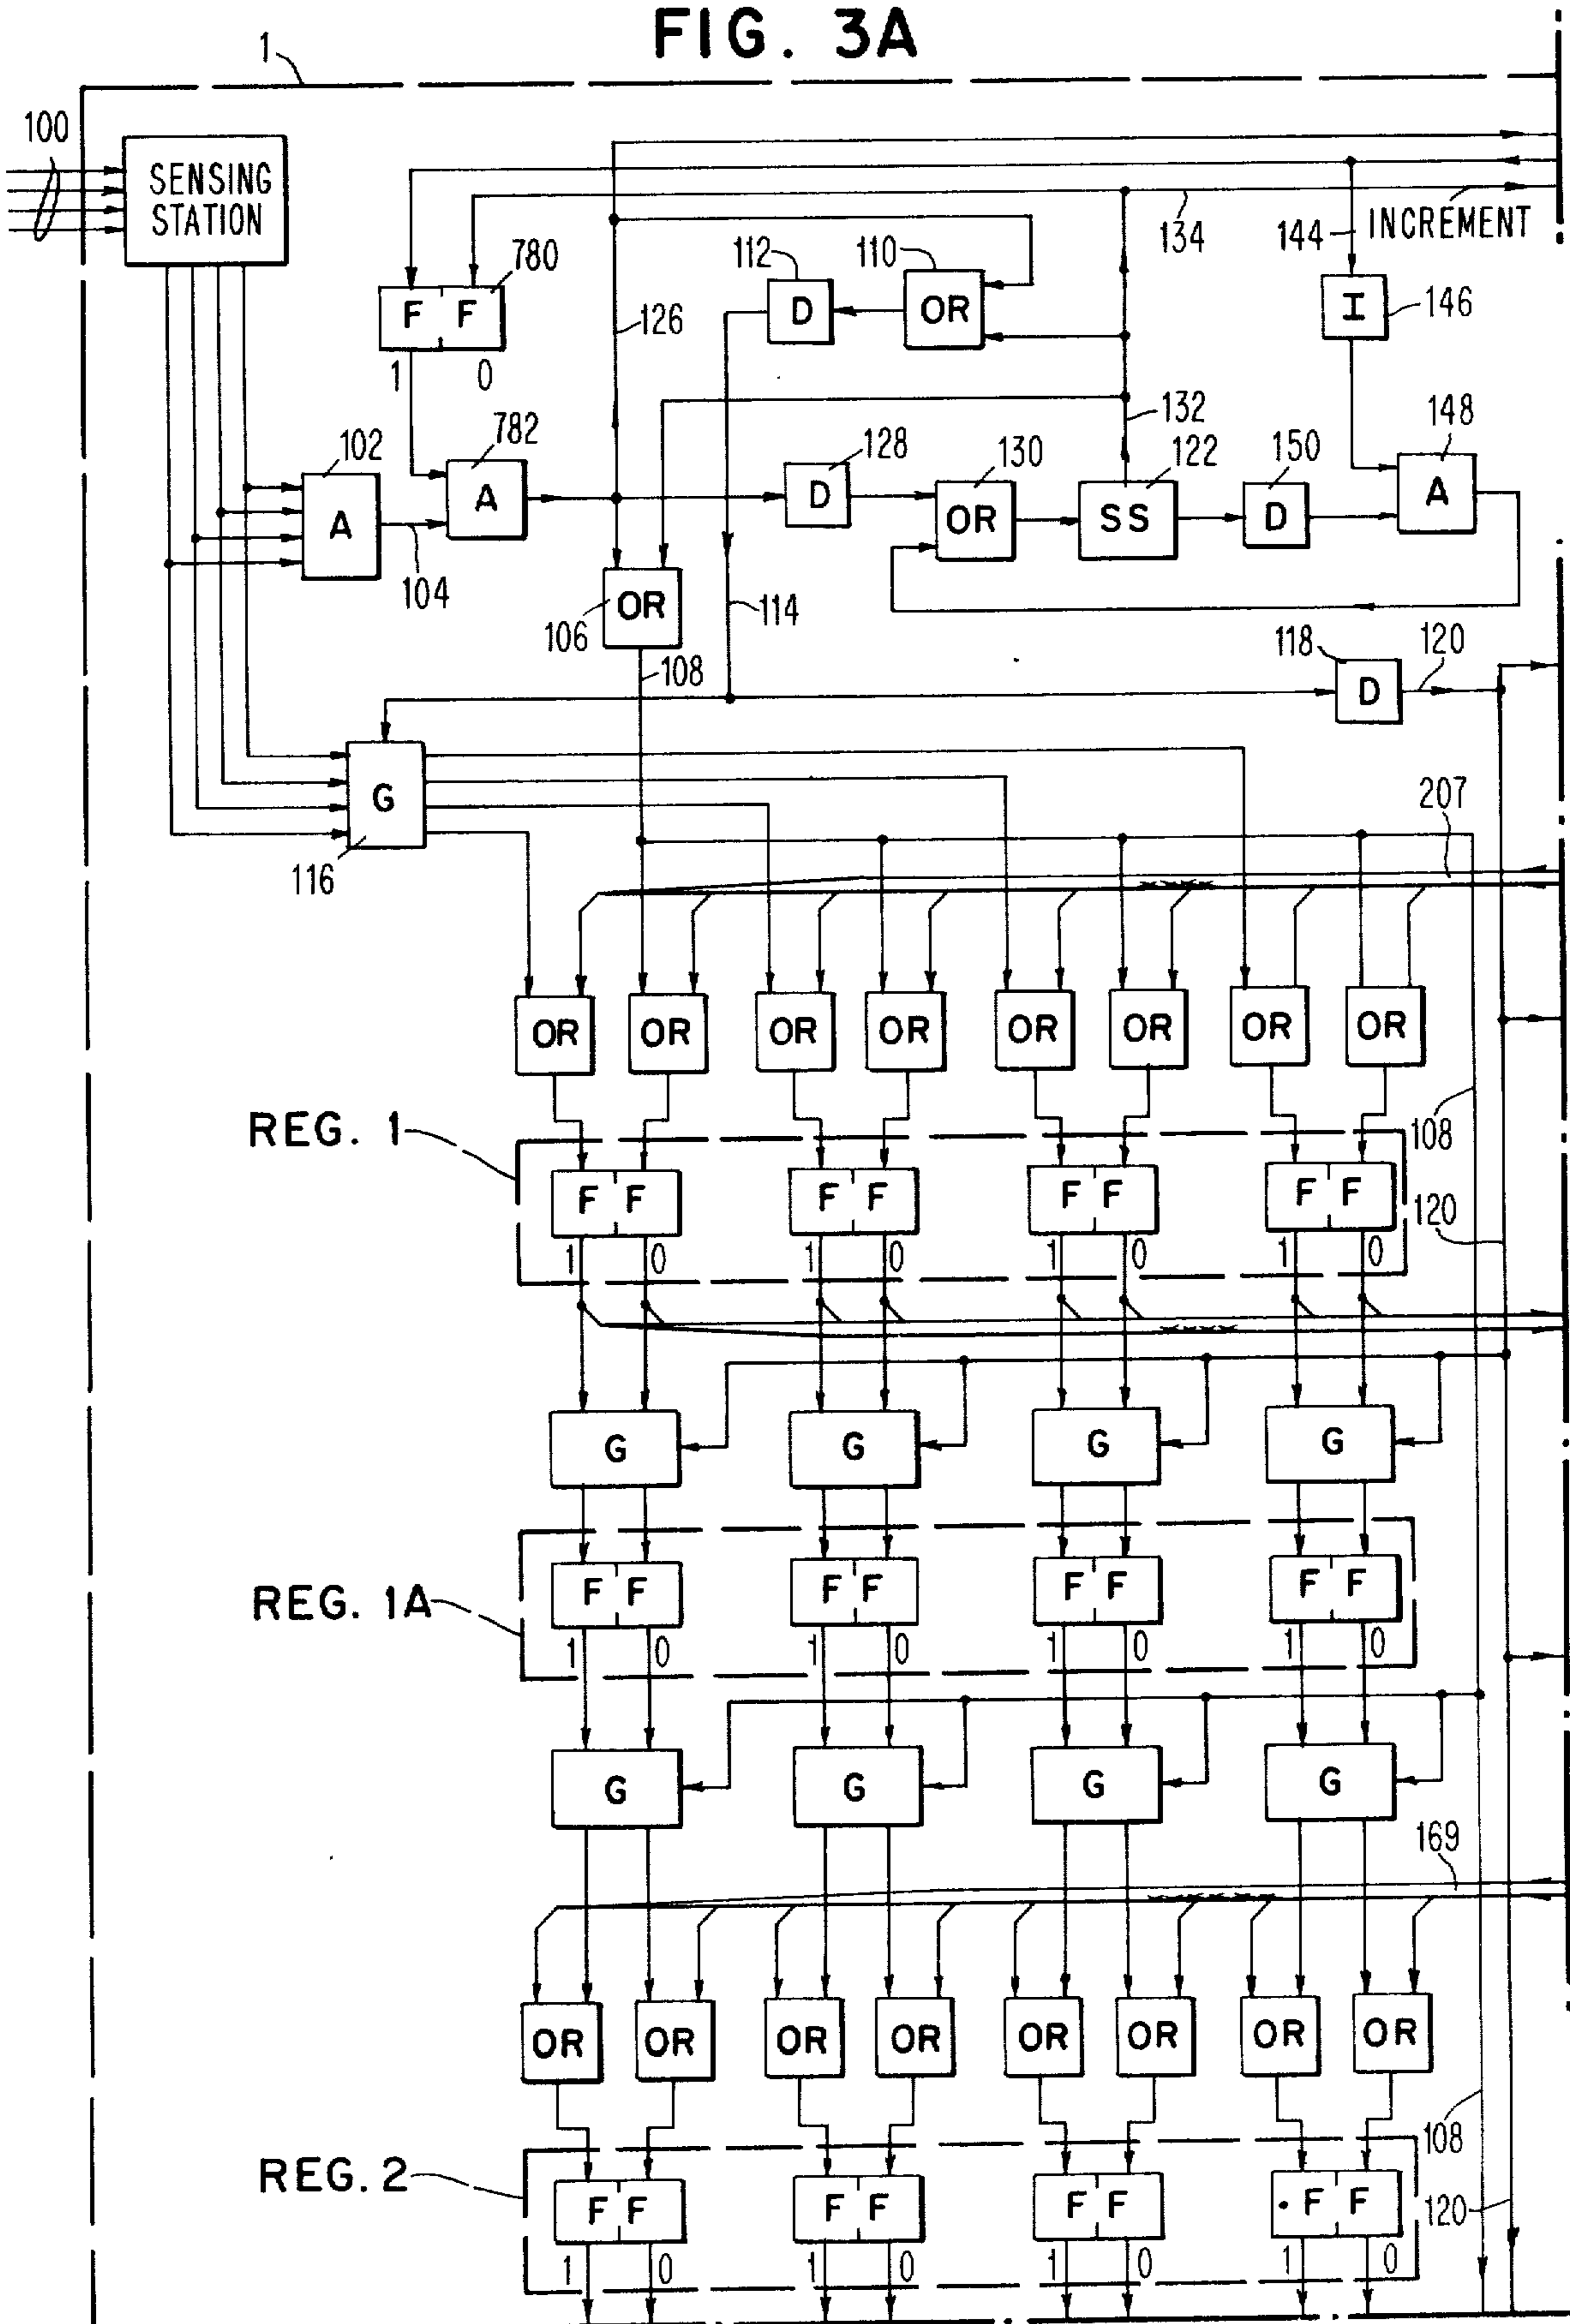 FIG. 3A
1
100
SENSING
STATION
780
112
110
134
144
INCREMENT
F F
D
OR
I
146
126
1 0
782
132
148
102
128
130
122
150
A
A
D
OR
SS
D
A
104
106
OR
114
108
118
120
D
G
116
207
OR OR OR OR OR OR OR OR
REG. 1
108
F F F F F F F F
120
1 0 1 0 1 0 1 0
G G G G
REG. 1A
F F F F F F F F
1 0 1 0 1 0 1 0
G G G G
169
OR OR OR OR OR OR OR OR
108
REG. 2
F F F F F F F F
120
1 0 1 0 1 0 1 0